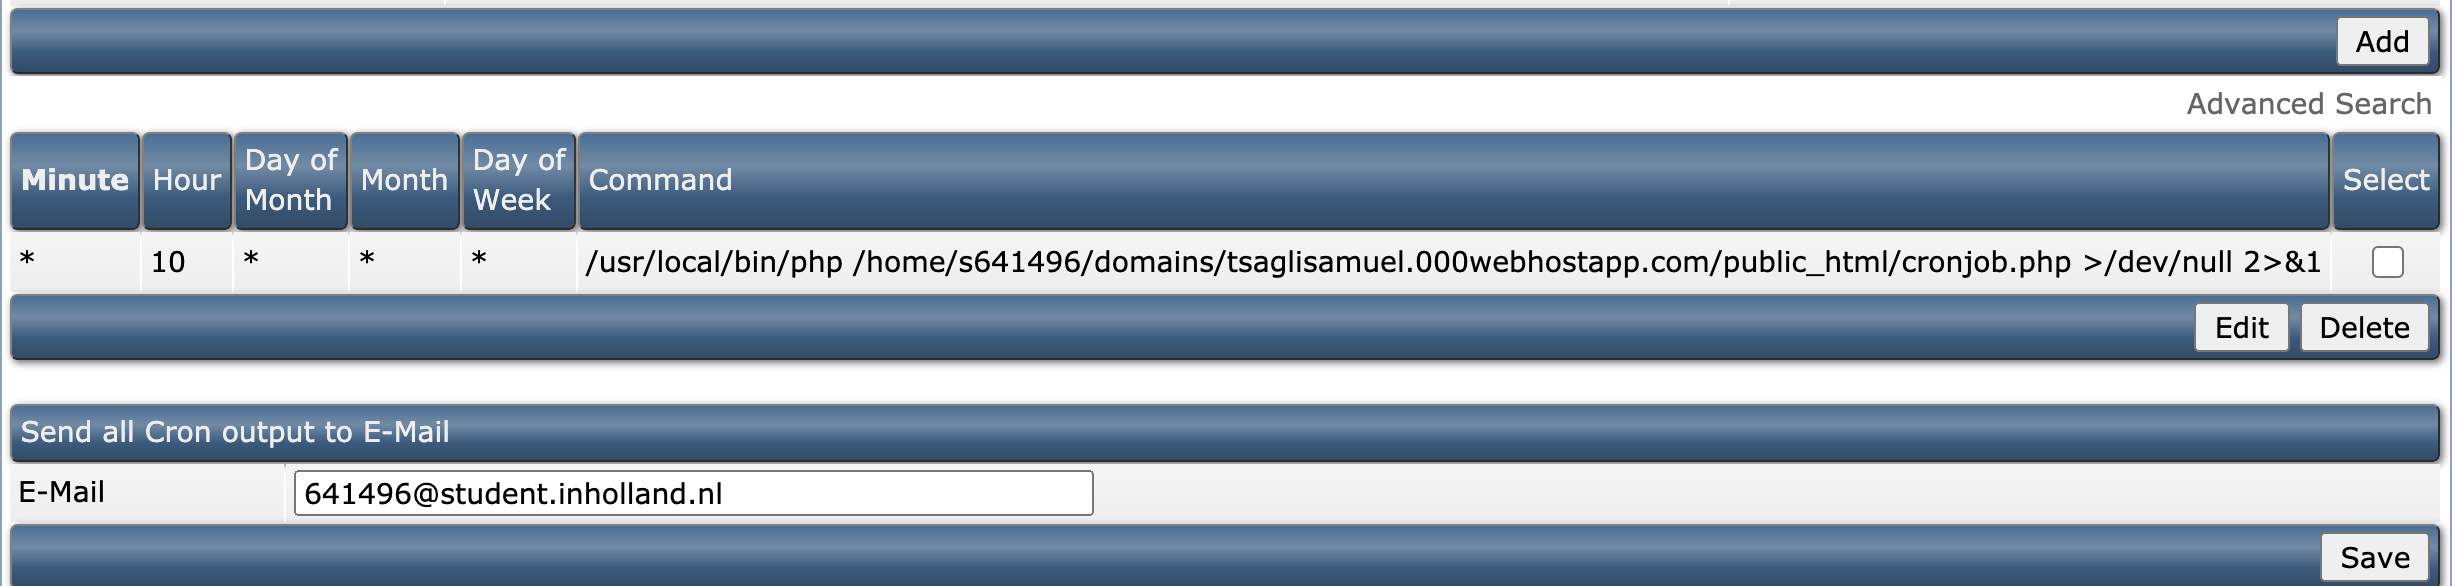 Add
Advanced Search
Minute Hour Day of Month Month Day of Week Command Select
* 10 * * * /usr/local/bin/php /home/s641496/domains/tsaglisamuel.000webhostapp.com/public_html/cronjob.php >/dev/null 2>&1
Edit Delete
Send all Cron output to E-Mail
E-Mail 641496@student.inholland.nl
Save